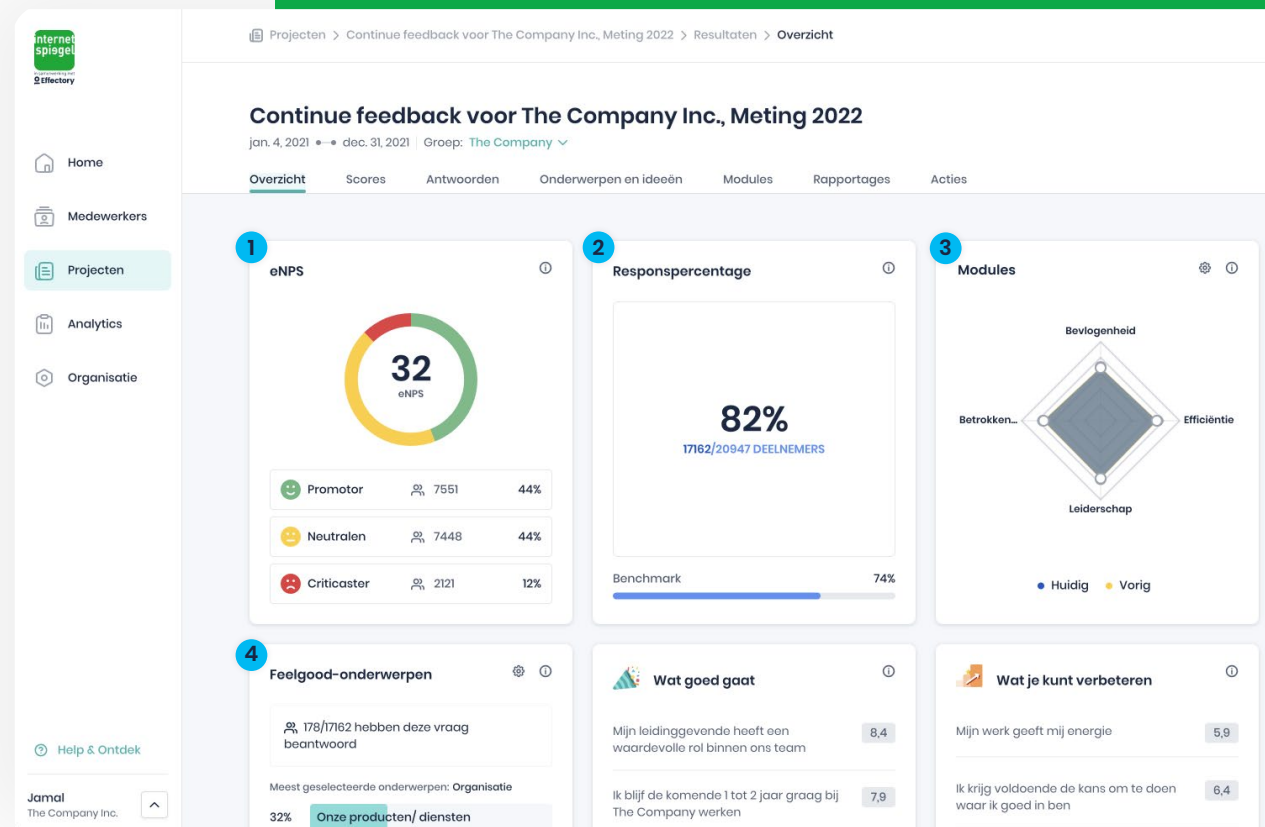 internet
spiegel
Effectory
Home
Medewerkers
Projecten
Analytics
Organisatie
Help & Ontdek
Jamal
The Company Inc.
Projecten > Continue feedback voor The Company Inc., Meting 2022 > Resultaten > Overzicht
Continue feedback voor The Company Inc., Meting 2022
jan. 4, 2021 dec. 31, 2021 Groep: The Company
Overzicht Scores Antwoorden Onderwerpen en ideeën Modules Rapportages Acties
1
eNPS
32
eNPS
Promotor 7551 44%
Neutralen 7448 44%
Criticaster 2121 12%
2
Responspercentage
82%
17162/20947 DEELNEMERS
Benchmark 74%
3
Modules
Bevlogenheid
Betrokken... Efficiëntie
Leiderschap
Huidig Vorig
4
Feelgood-onderwerpen
178/17162 hebben deze vraag
beantwoord
Meest geselecteerde onderwerpen: Organisatie
32% Onze producten/ diensten
Wat goed gaat
Mijn leidinggevende heeft een 8,4
waardevolle rol binnen ons team
Ik blijf de komende 1 tot 2 jaar graag bij 7,9
The Company werken
Wat je kunt verbeteren
Mijn werk geeft mij energie 5,9
Ik krijg voldoende de kans om te doen 6,4
waar ik goed in ben